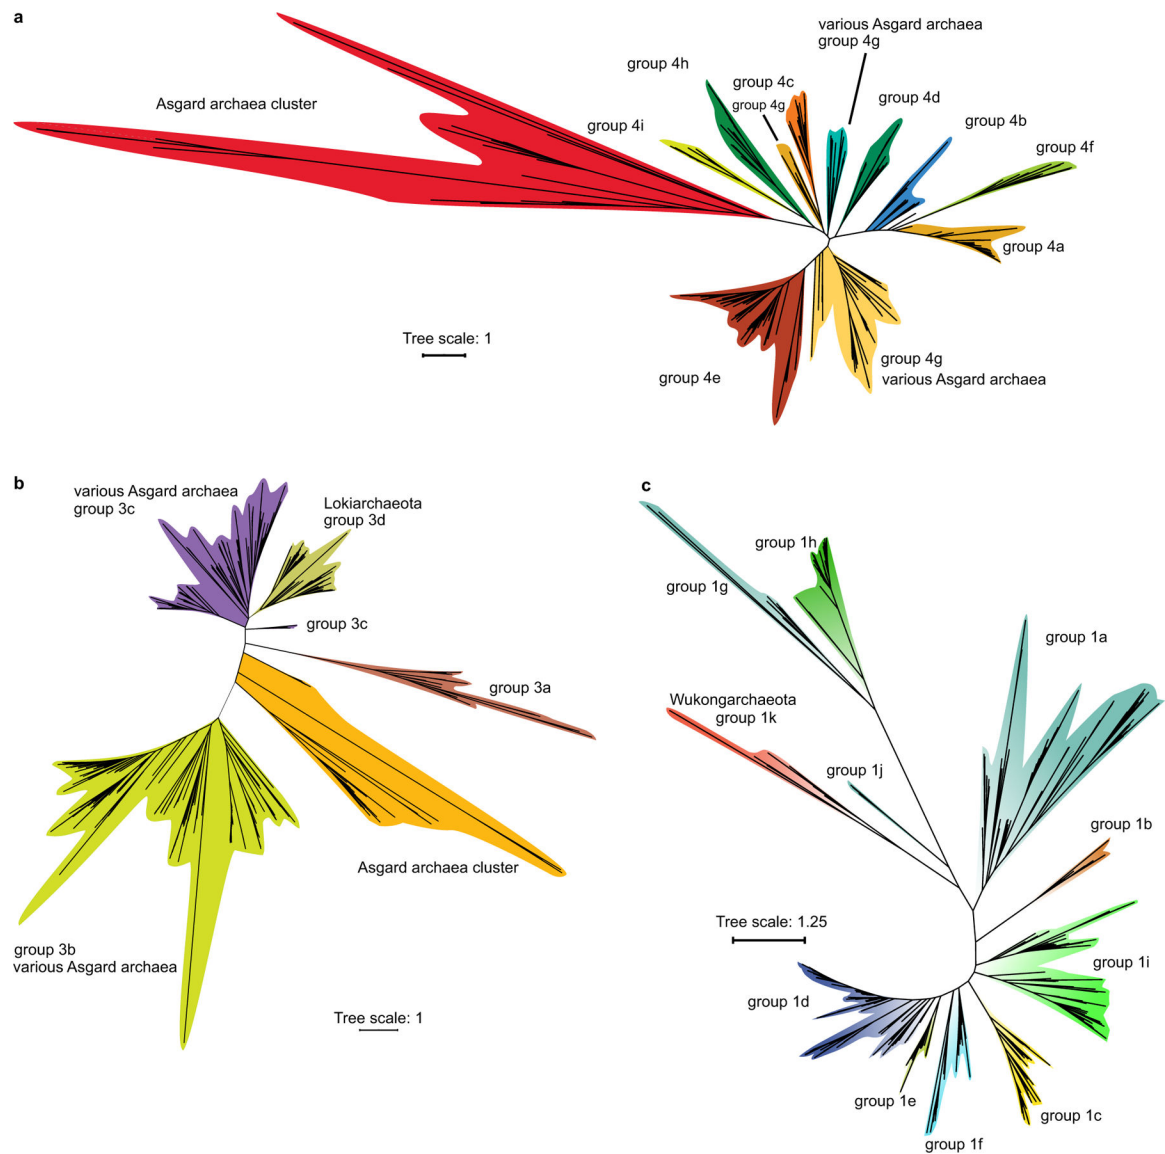 a
various Asgard archaea
group 4g
group 4h
group 4c
group 4g
group 4d
Asgard archaea cluster
group 4i
group 4b
group 4f
group 4a
Tree scale: 1
group 4g
various Asgard archaea
group 4e
b
various Asgard archaea
group 3c
Lokiarchaeota
group 3d
group 3c
group 3a
Asgard archaea cluster
group 3b
various Asgard archaea
Tree scale: 1
c
group 1h
group 1g
group 1a
Wukongarchaeota
group 1k
group 1j
group 1b
Tree scale: 1.25
group 1i
group 1d
group 1e
group 1c
group 1f